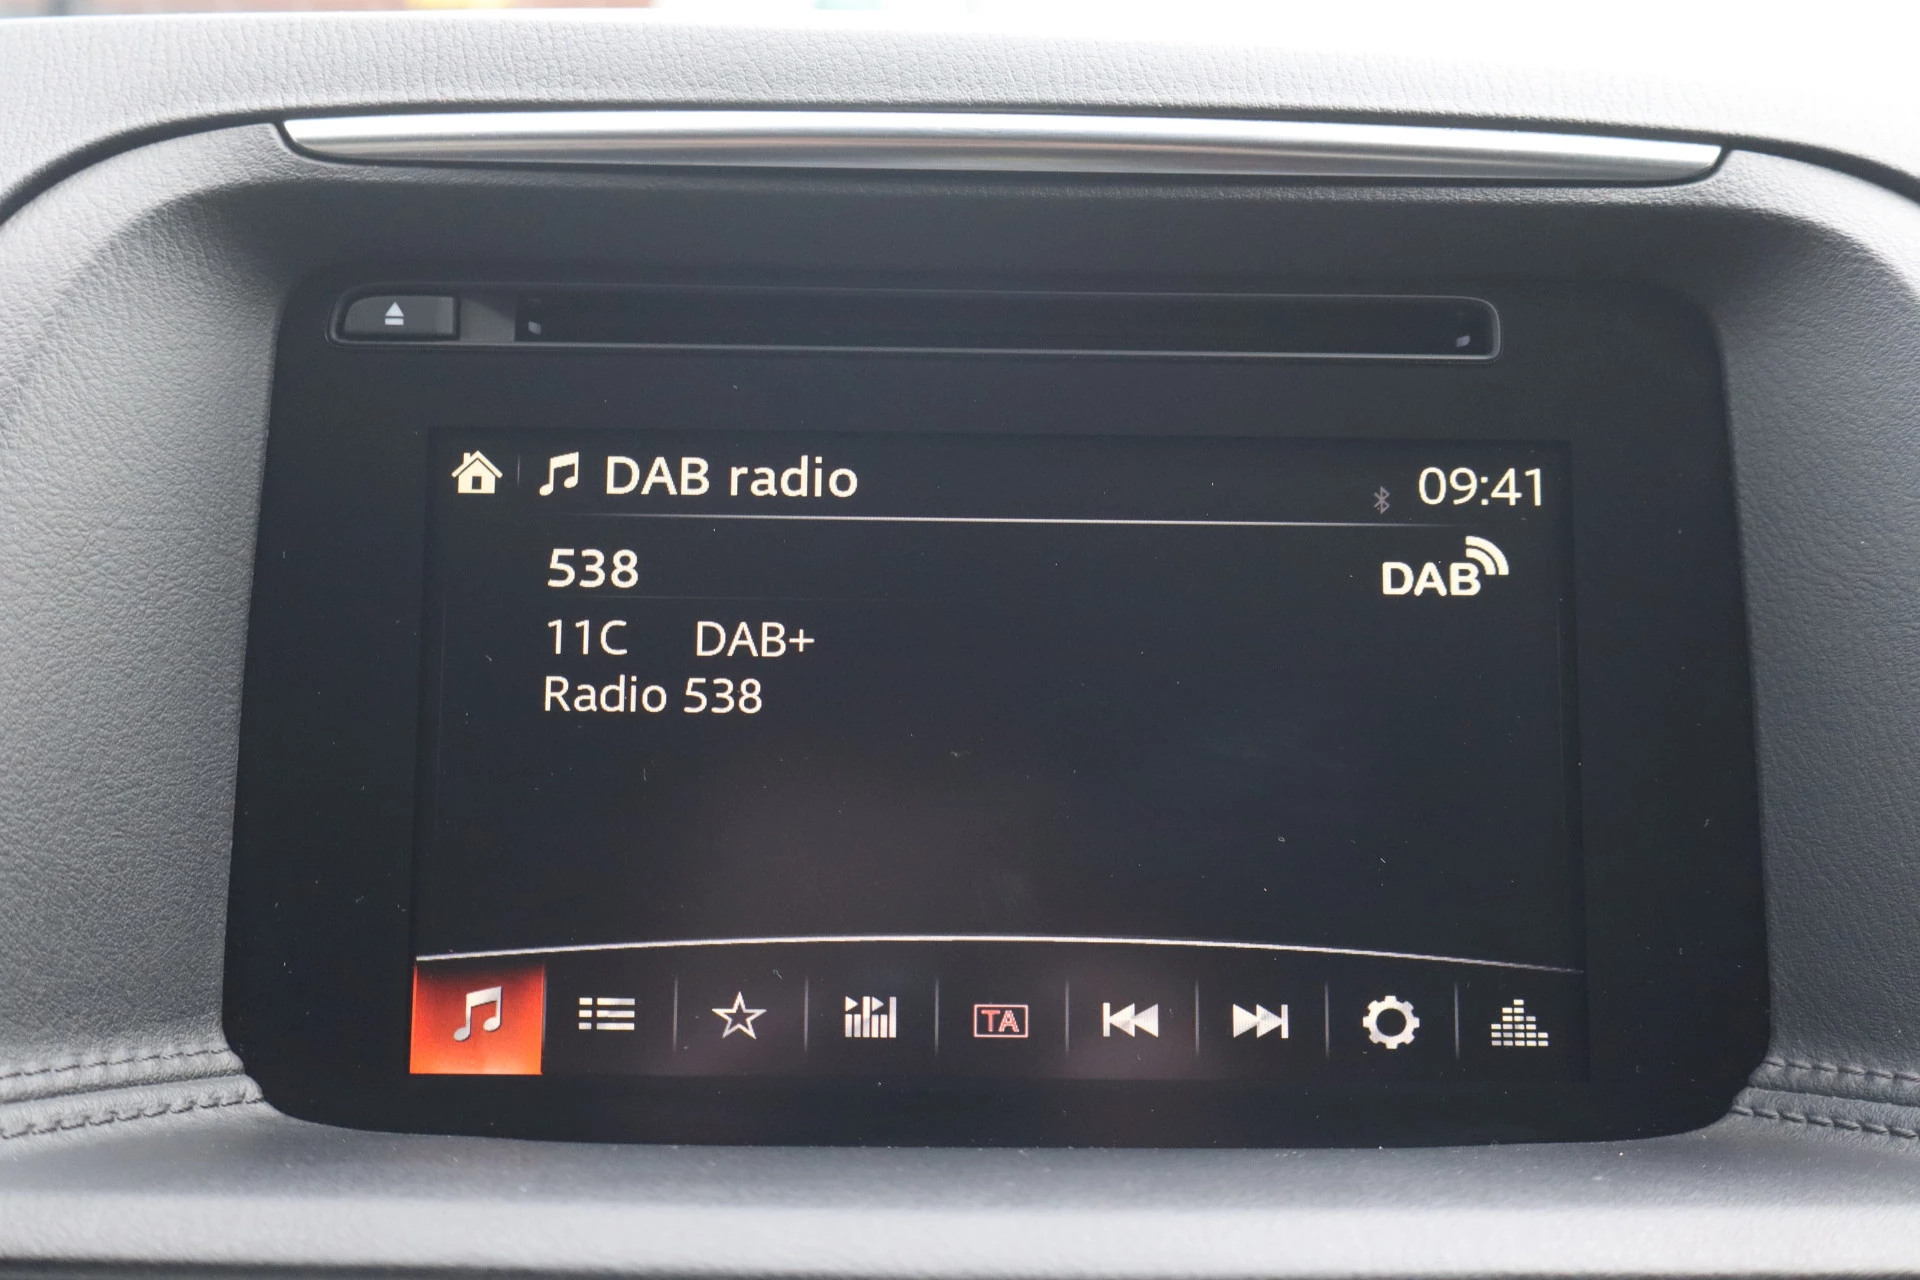 DAB radio 09:41
538 DAB
11C DAB+
Radio 538
TA